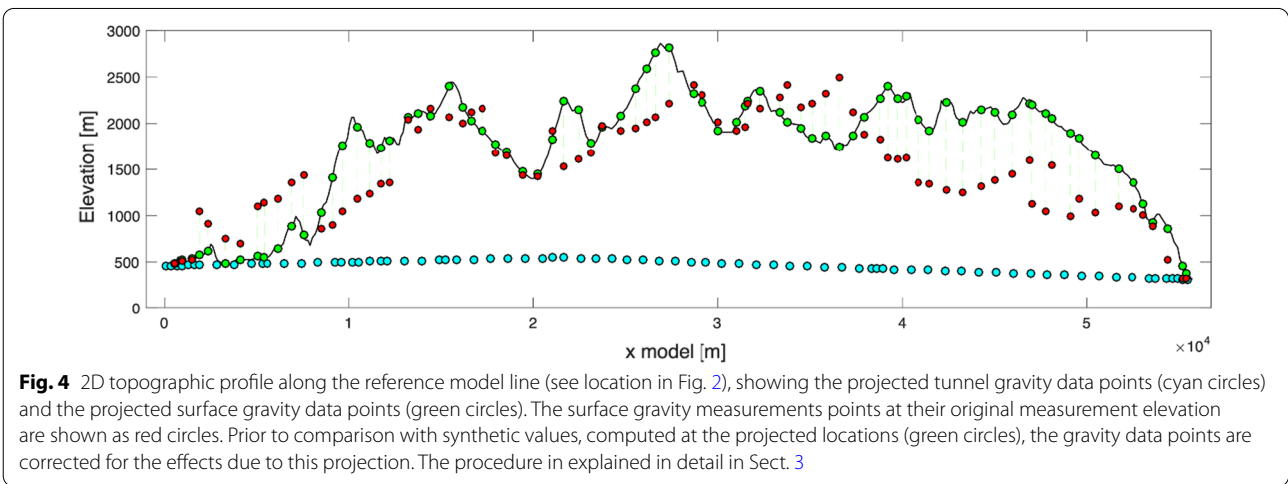 3000
2500
2000
1500
1000
500
0
Elevation [m]
0 1 2 3 4 5
×10⁴
x model [m]
Fig. 4 2D topographic profile along the reference model line (see location in Fig. 2), showing the projected tunnel gravity data points (cyan circles)
and the projected surface gravity data points (green circles). The surface gravity measurements points at their original measurement elevation
are shown as red circles. Prior to comparison with synthetic values, computed at the projected locations (green circles), the gravity data points are
corrected for the effects due to this projection. The procedure in explained in detail in Sect. 3